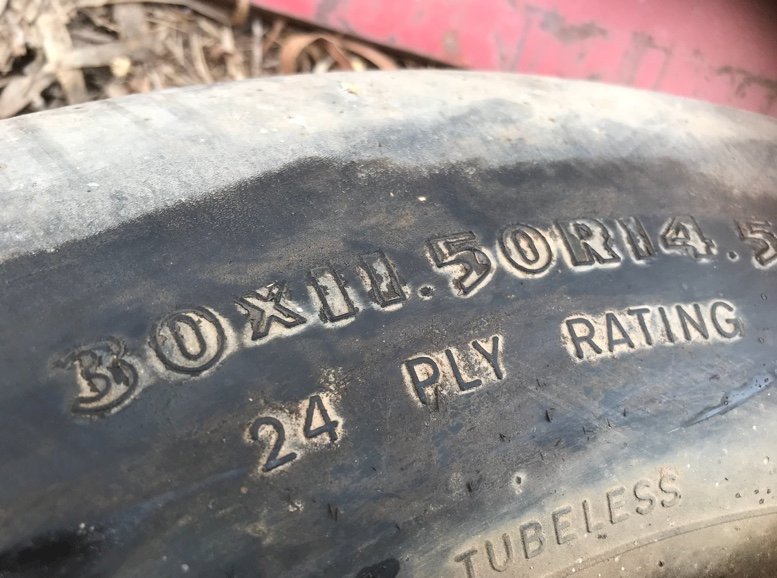 30X11.50R14.5
24 PLY RATING
TUBELESS